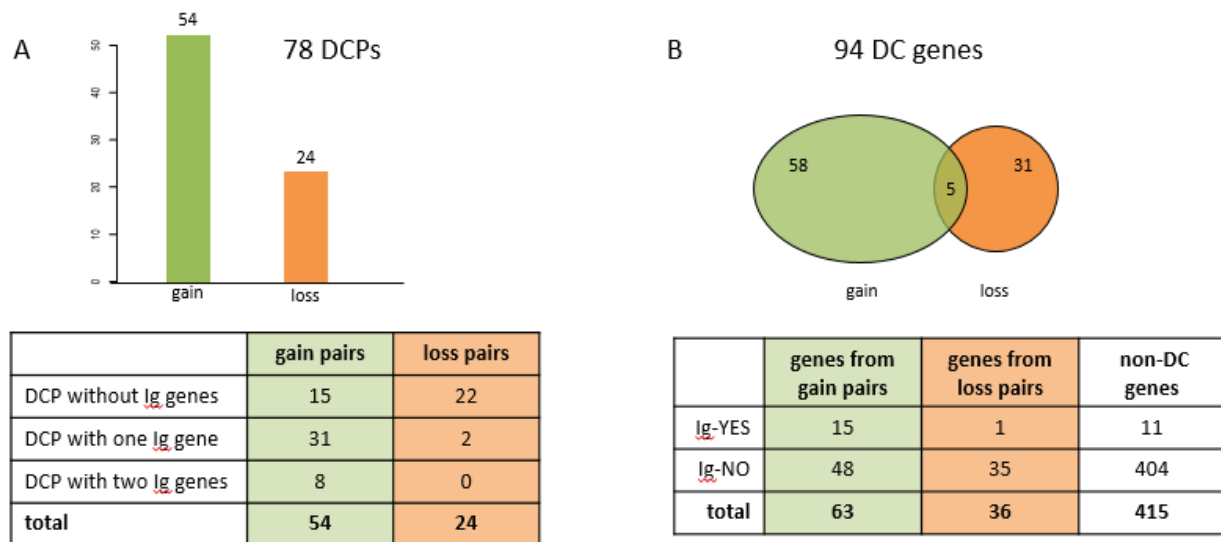 A
78 DCPs
54
24
50
40
30
20
10
0
gain
loss
gain pairs loss pairs
DCP without Ig genes 15 22
DCP with one Ig gene 31 2
DCP with two Ig genes 8 0
total 54 24
B
94 DC genes
58 5 31
gain loss
genes from gain pairs genes from loss pairs non-DC genes
Ig-YES 15 1 11
Ig-NO 48 35 404
total 63 36 415